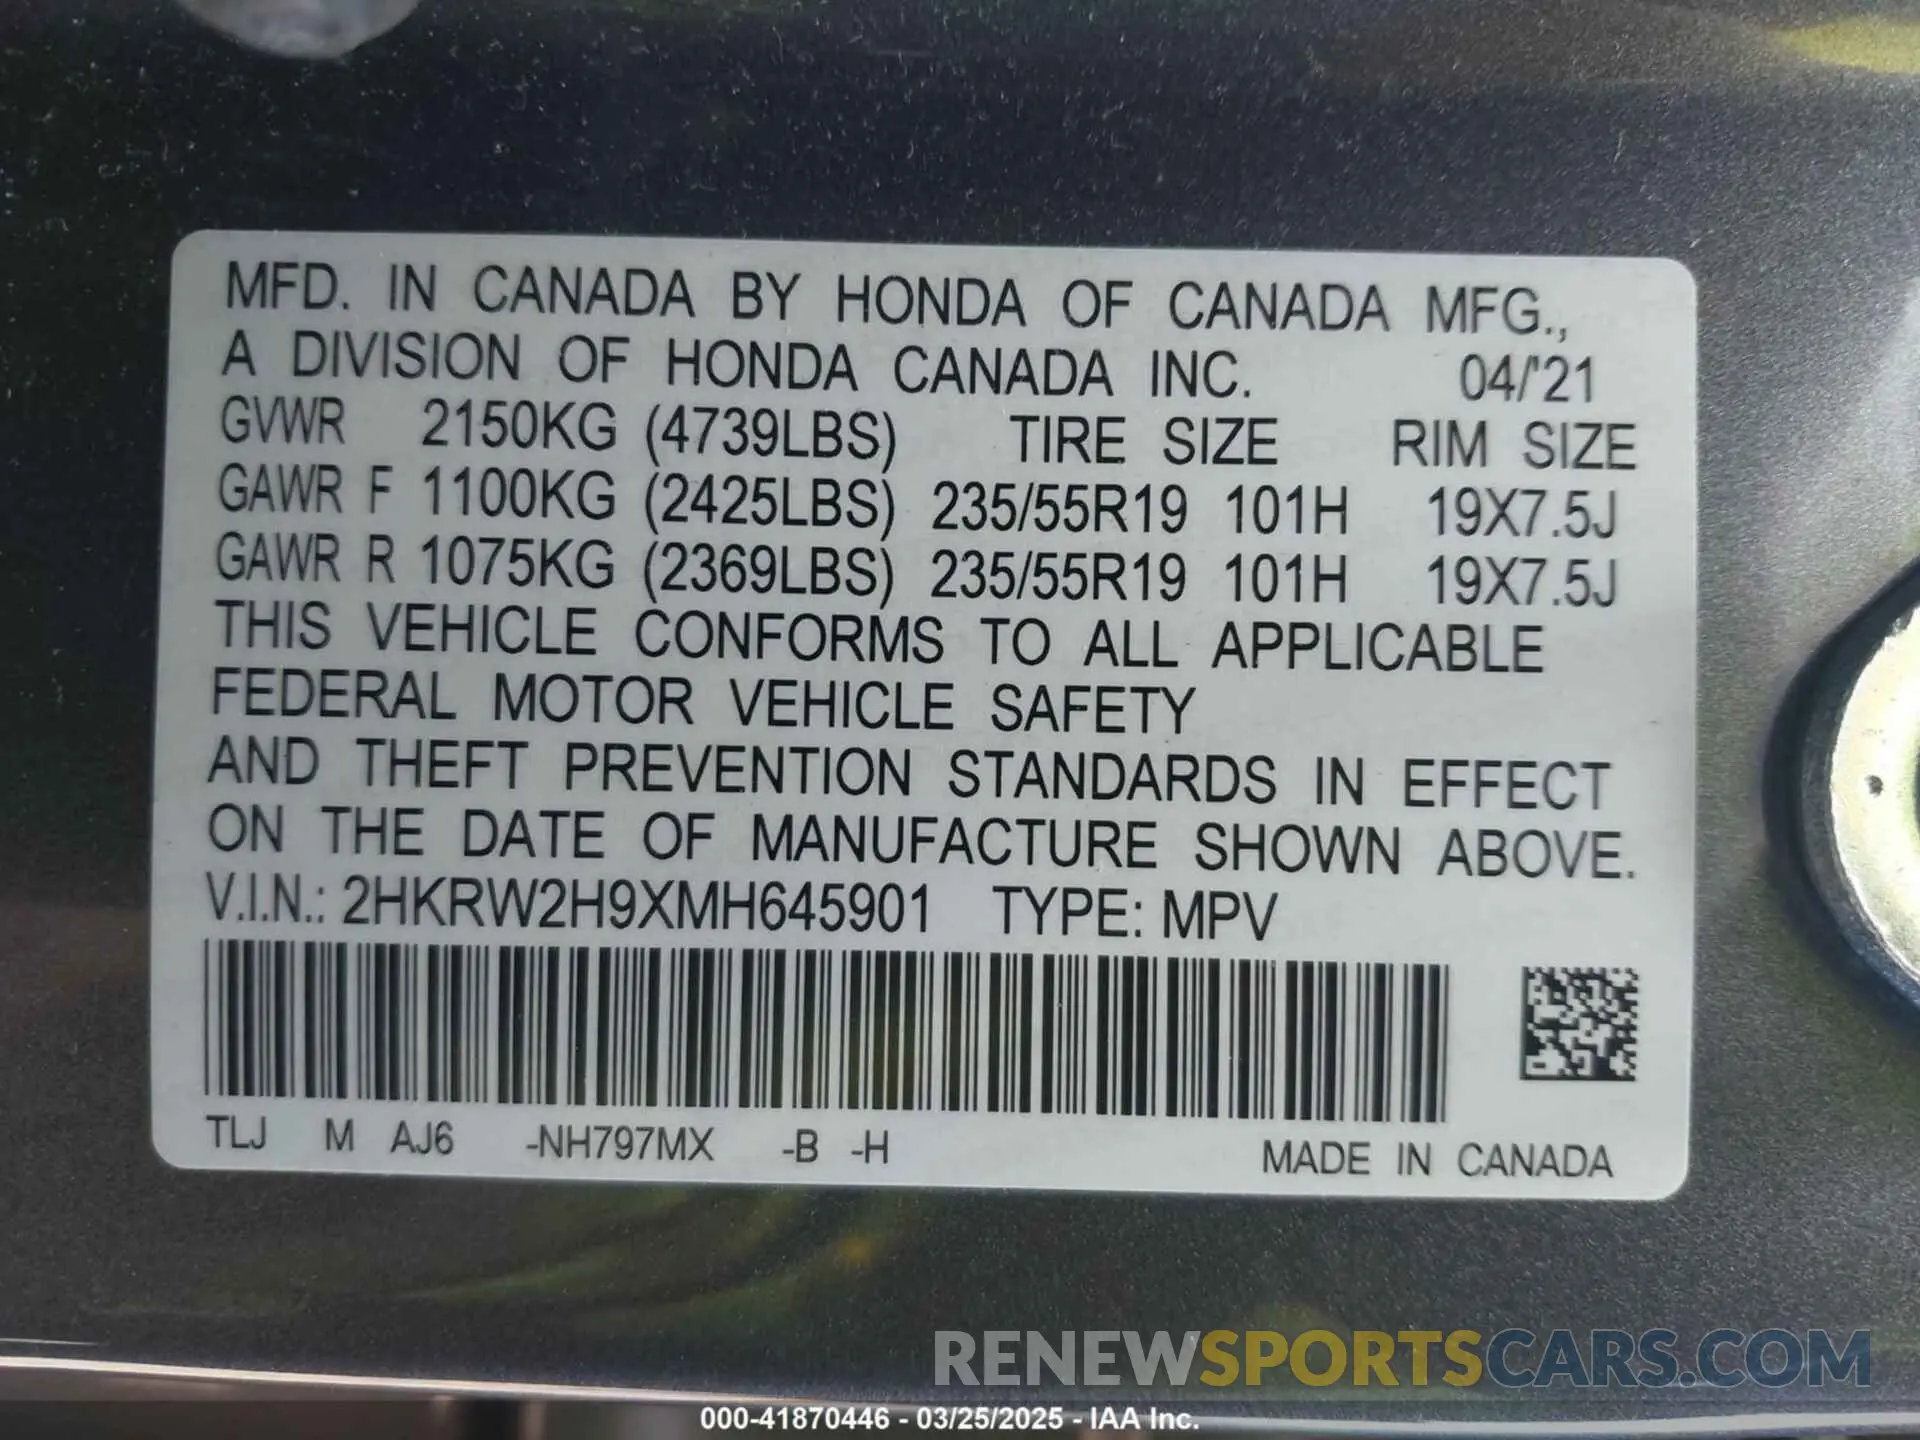 MFD. IN CANADA BY HONDA OF CANADA MFG.,
A DIVISION OF HONDA CANADA INC. 04/'21
GVWR 2150KG (4739LBS) TIRE SIZE RIM SIZE
GAWR F 1100KG (2425LBS) 235/55R19 101H 19X7.5J
GAWR R 1075KG (2369LBS) 235/55R19 101H 19X7.5J
THIS VEHICLE CONFORMS TO ALL APPLICABLE
FEDERAL MOTOR VEHICLE SAFETY
AND THEFT PREVENTION STANDARDS IN EFFECT
ON THE DATE OF MANUFACTURE SHOWN ABOVE.
V.I.N.: 2HKRW2H9XMH645901 TYPE: MPV
TLJ M AJ6 -NH797MX -B -H MADE IN CANADA
RENEWSPORTSCARS.COM
000-41870446 - 03/25/2025 - IAA Inc.